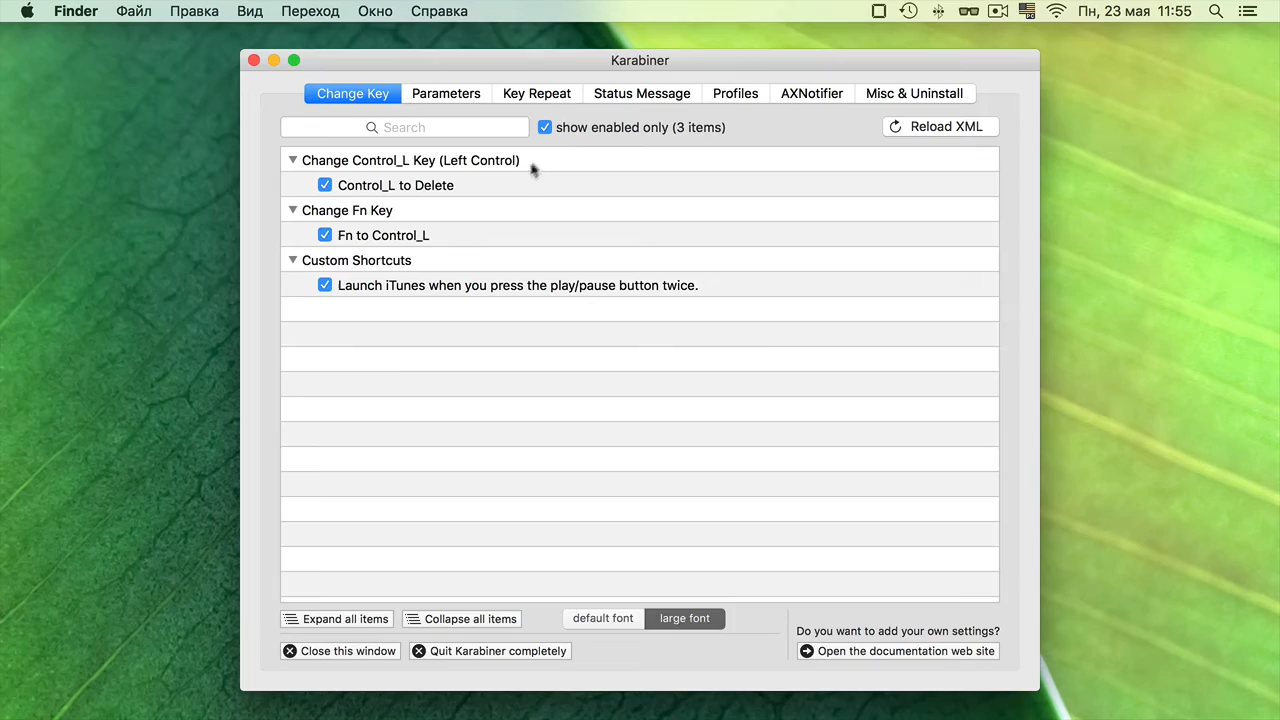 Finder Файл Правка Вид Переход Окно Справка Пн, 23 мая 11:55
Karabiner
Change Key Parameters Key Repeat Status Message Profiles AXNotifier Misc & Uninstall
Search show enabled only (3 items) Reload XML
Change Control_L Key (Left Control)
Control_L to Delete
Change Fn Key
Fn to Control_L
Custom Shortcuts
Launch iTunes when you press the play/pause button twice.
Expand all items Collapse all items default font large font
Do you want to add your own settings?
Close this window Quit Karabiner completely Open the documentation web site